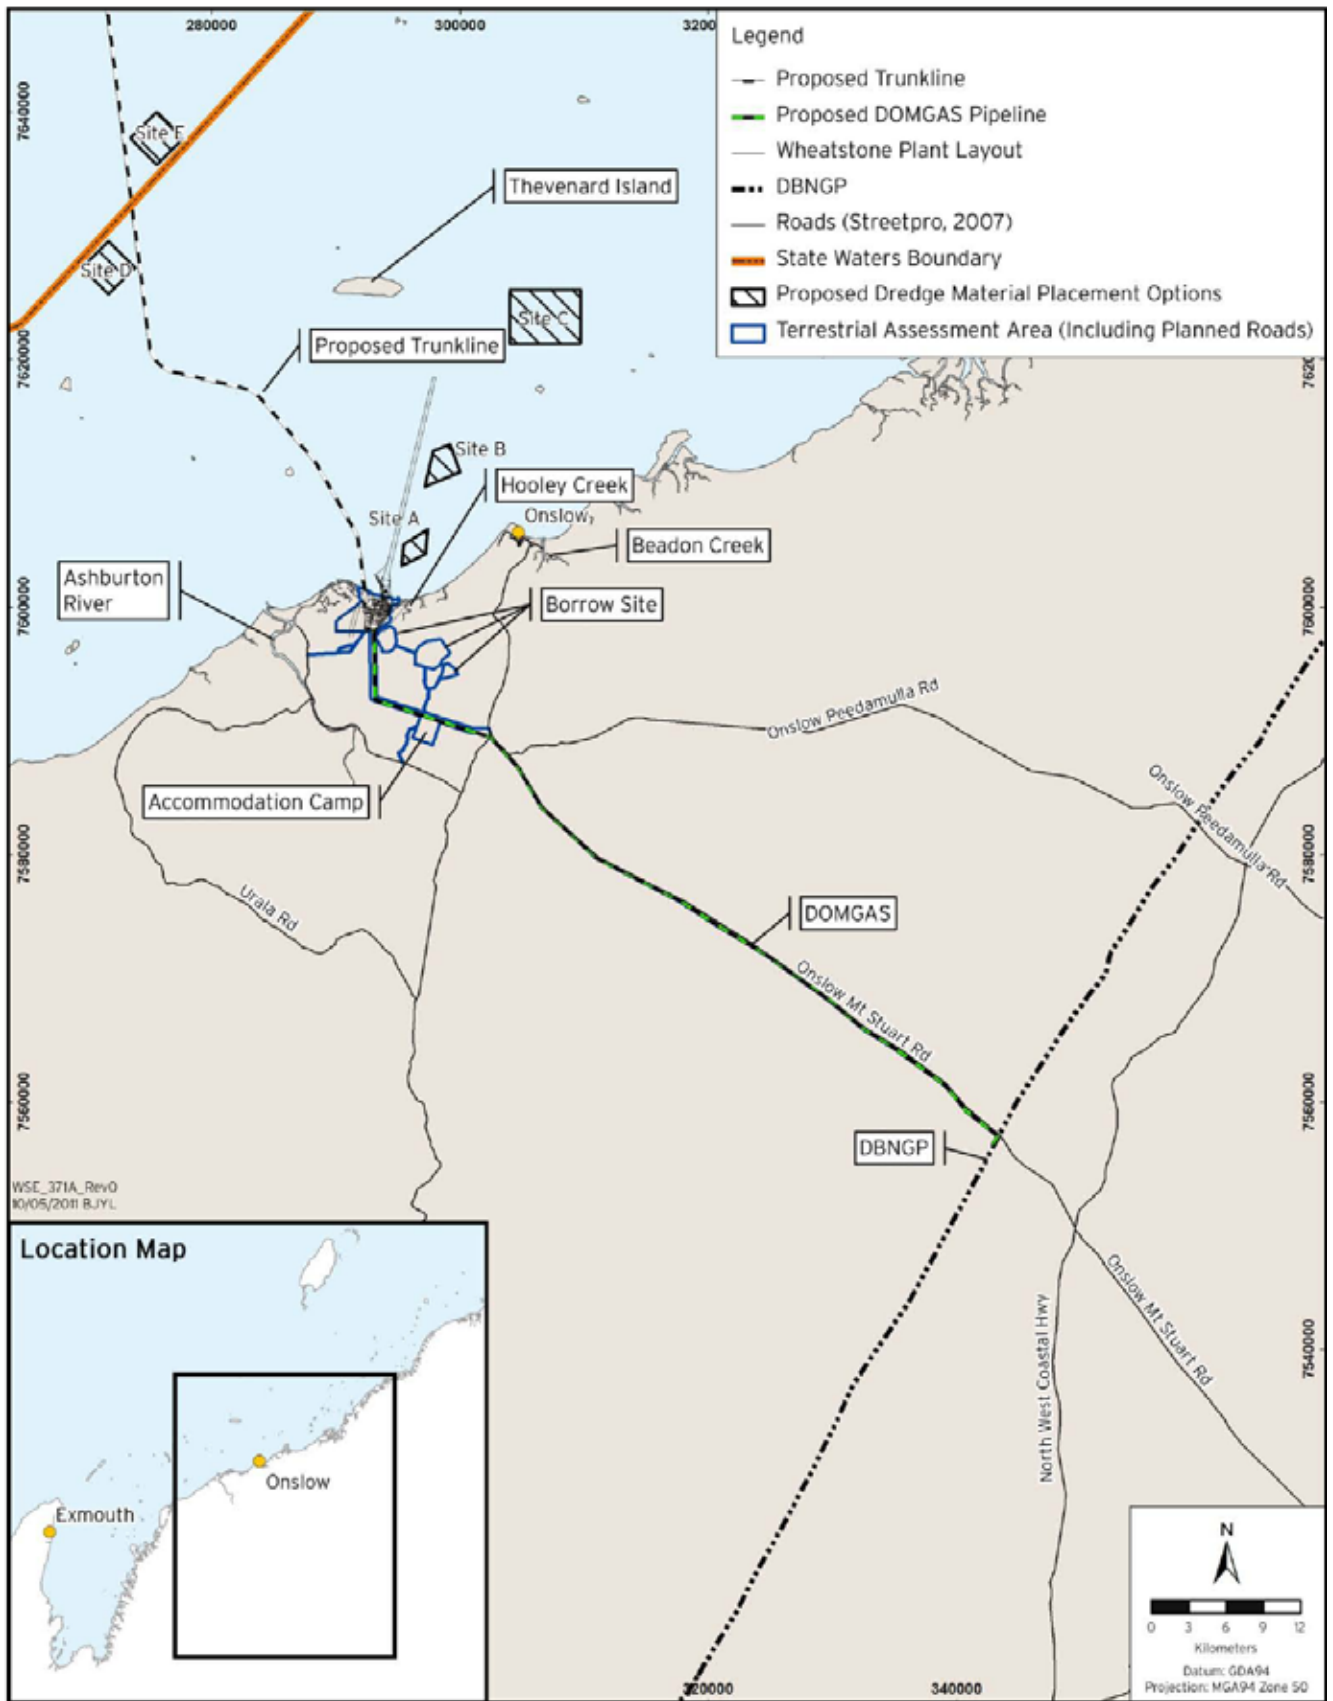 280000
300000
3200
Legend
Proposed Trunkline
Proposed DOMGAS Pipeline
Wheatstone Plant Layout
DBNGP
Roads (Streetpro, 2007)
State Waters Boundary
Proposed Dredge Material Placement Options
Terrestrial Assessment Area (Including Planned Roads)
7640000
Site E
Thevenard Island
Site D
Site C
Proposed Trunkline
7620000
7620
Site B
Hooley Creek
Site A
Onslow
Beadon Creek
Ashburton
River
Borrow Site
7600000
7600000
Onslow Peedamulla Rd
Onslow Peedamulla Rd
Accommodation Camp
7580000
7580000
Urala Rd
DOMGAS
Onslow Mt Stuart Rd
7560000
7560000
DBNGP
WSE_371A_Rev0
10/05/2011 BJYL
Location Map
Onslow Mt Stuart Rd
North West Coastal Hwy
7540000
Onslow
Exmouth
N
0 3 6 9 12
Kilometers
Datum: GDA94
Projection: MGA94 Zone 50
320000
340000